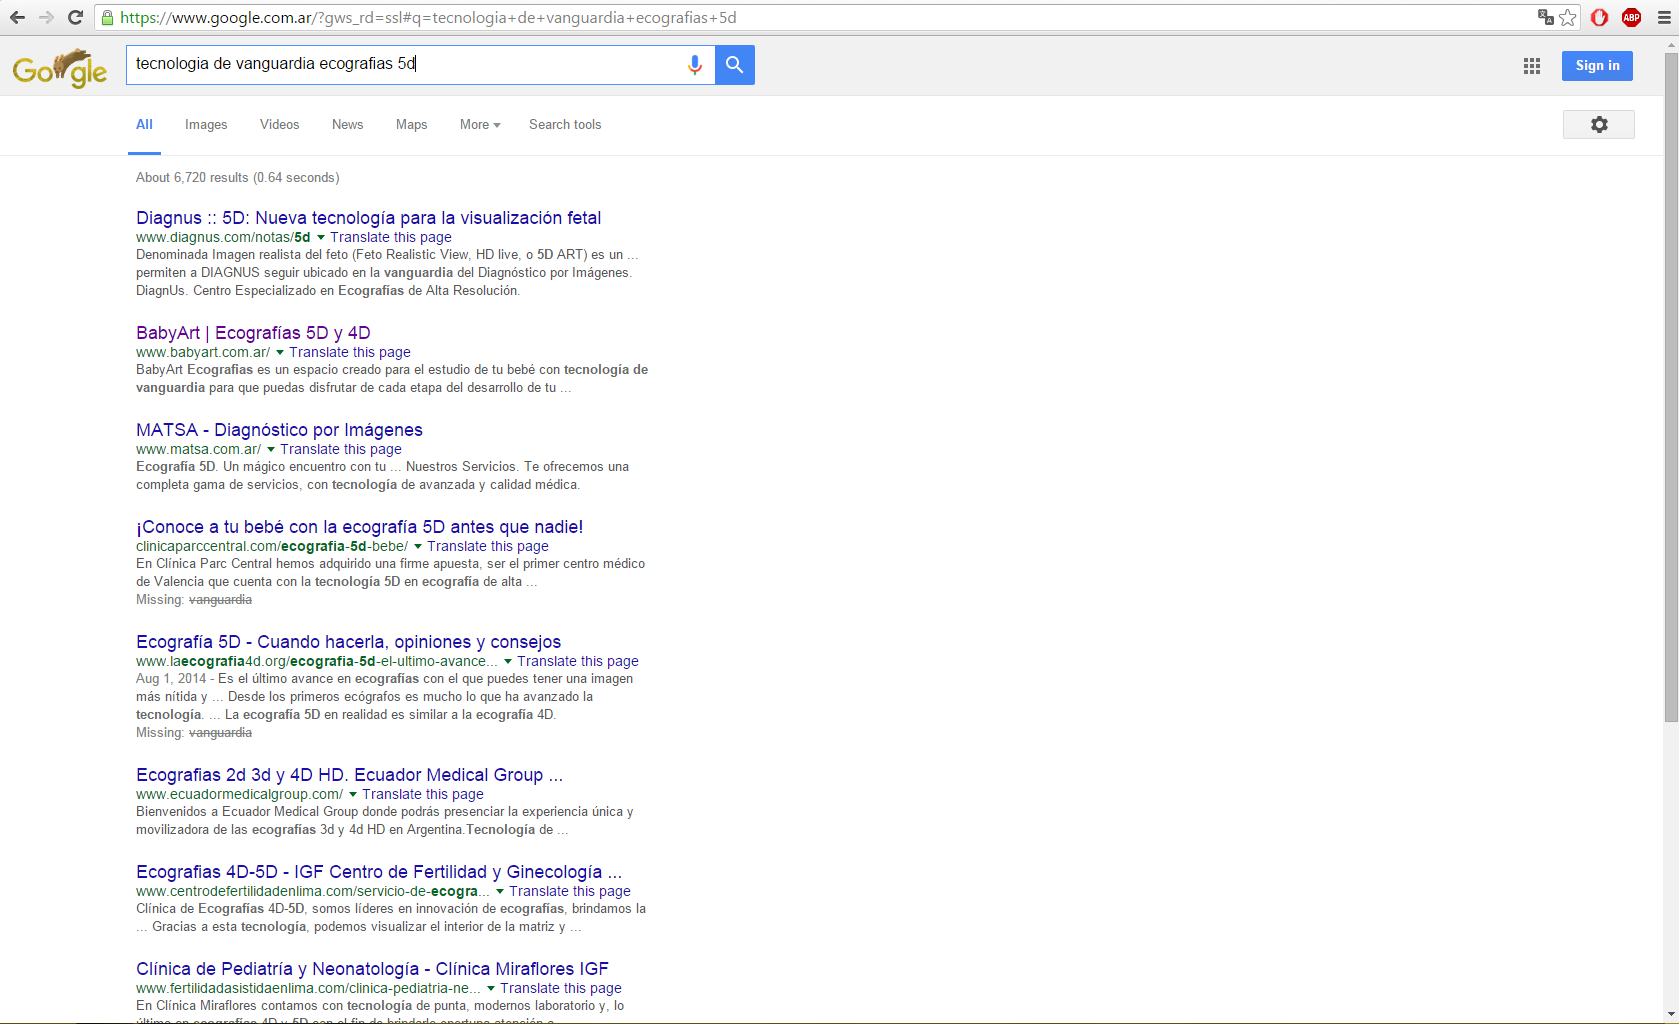 https://www.google.com.ar/?gws_rd=ssl#q=tecnologia+de+vanguardia+ecografias+5d
ABP
Google
tecnologia de vanguardia ecografias 5d
Sign in
All Images Videos News Maps More Search tools
About 6,720 results (0.64 seconds)
Diagnus :: 5D: Nueva tecnología para la visualización fetal
www.diagnus.com/notas/5d Translate this page
Denominada Imagen realista del feto (Feto Realistic View, HD live, o 5D ART) es un ...
permiten a DIAGNUS seguir ubicado en la vanguardia del Diagnóstico por Imágenes.
DiagnUs. Centro Especializado en Ecografías de Alta Resolución.
BabyArt | Ecografías 5D y 4D
www.babyart.com.ar/ Translate this page
BabyArt Ecografias es un espacio creado para el estudio de tu bebé con tecnología de
vanguardia para que puedas disfrutar de cada etapa del desarrollo de tu ...
MATSA - Diagnóstico por Imágenes
www.matsa.com.ar/ Translate this page
Ecografía 5D. Un mágico encuentro con tu ... Nuestros Servicios. Te ofrecemos una
completa gama de servicios, con tecnología de avanzada y calidad médica.
¡Conoce a tu bebé con la ecografía 5D antes que nadie!
clinicaparccentral.com/ecografia-5d-bebe/ Translate this page
En Clínica Parc Central hemos adquirido una firme apuesta, ser el primer centro médico
de Valencia que cuenta con la tecnología 5D en ecografía de alta ...
Missing: vanguardia
Ecografía 5D - Cuando hacerla, opiniones y consejos
www.laecografia4d.org/ecografia-5d-el-ultimo-avance... Translate this page
Aug 1, 2014 - Es el último avance en ecografías con el que puedes tener una imagen
más nítida y ... Desde los primeros ecógrafos es mucho lo que ha avanzado la
tecnología. ... La ecografía 5D en realidad es similar a la ecografía 4D.
Missing: vanguardia
Ecografias 2d 3d y 4D HD. Ecuador Medical Group ...
www.ecuadormedicalgroup.com/ Translate this page
Bienvenidos a Ecuador Medical Group donde podrás presenciar la experiencia única y
movilizadora de las ecografías 3d y 4d HD en Argentina.Tecnología de ...
Ecografias 4D-5D - IGF Centro de Fertilidad y Ginecología ...
www.centrodefertilidadenlima.com/servicio-de-ecogra... Translate this page
Clínica de Ecografías 4D-5D, somos líderes en innovación de ecografías, brindamos la
... Gracias a esta tecnología, podemos visualizar el interior de la matriz y ...
Clínica de Pediatría y Neonatología - Clínica Miraflores IGF
www.fertilidadasistidaenlima.com/clinica-pediatria-ne... Translate this page
En Clínica Miraflores contamos con tecnología de punta, modernos laboratorio y, lo
último en ecografías 4D y 5D con el fin de brindarle oportuna atención a